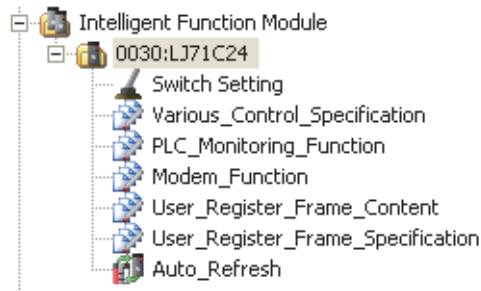 Intelligent Function Module
0030:LJ71C24
Switch Setting
Various_Control_Specification
PLC_Monitoring_Function
Modem_Function
User_Register_Frame_Content
User_Register_Frame_Specification
Auto_Refresh